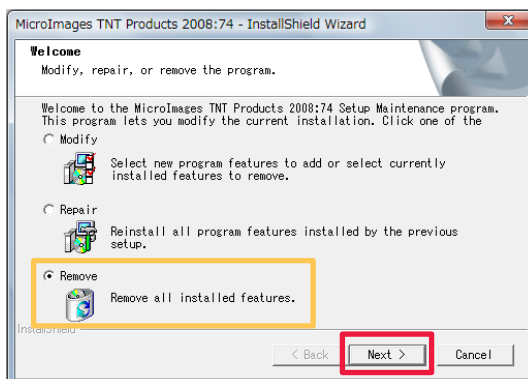 MicroImages TNT Products 2008:74 - InstallShield Wizard
Welcome
Modify, repair, or remove the program.
Welcome to the MicroImages TNT Products 2008:74 Setup Maintenance program.
This program lets you modify the current installation. Click one of the
Modify
Select new program features to add or select currently
installed features to remove.
Repair
Reinstall all program features installed by the previous
setup.
Remove
Remove all installed features.
InstallShield
< Back
Next >
Cancel